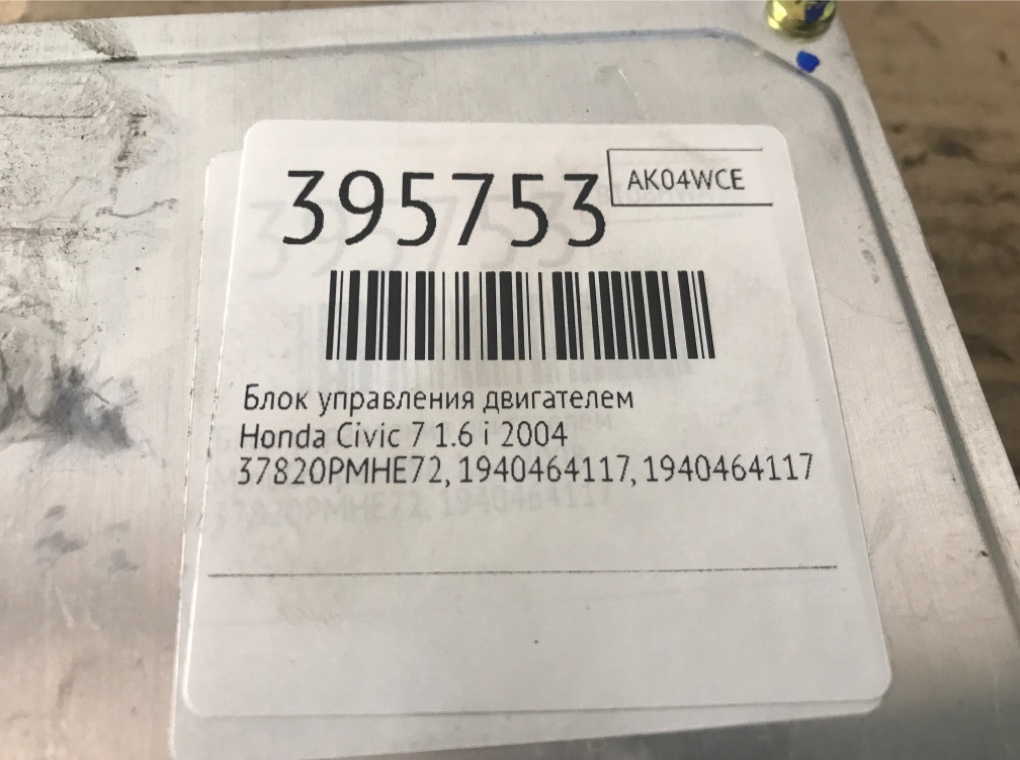 395753
AK04WCE
Блок управления двигателем
Honda Civic 7 1.6 i 2004
37820PMHE72, 1940464117, 1940464117